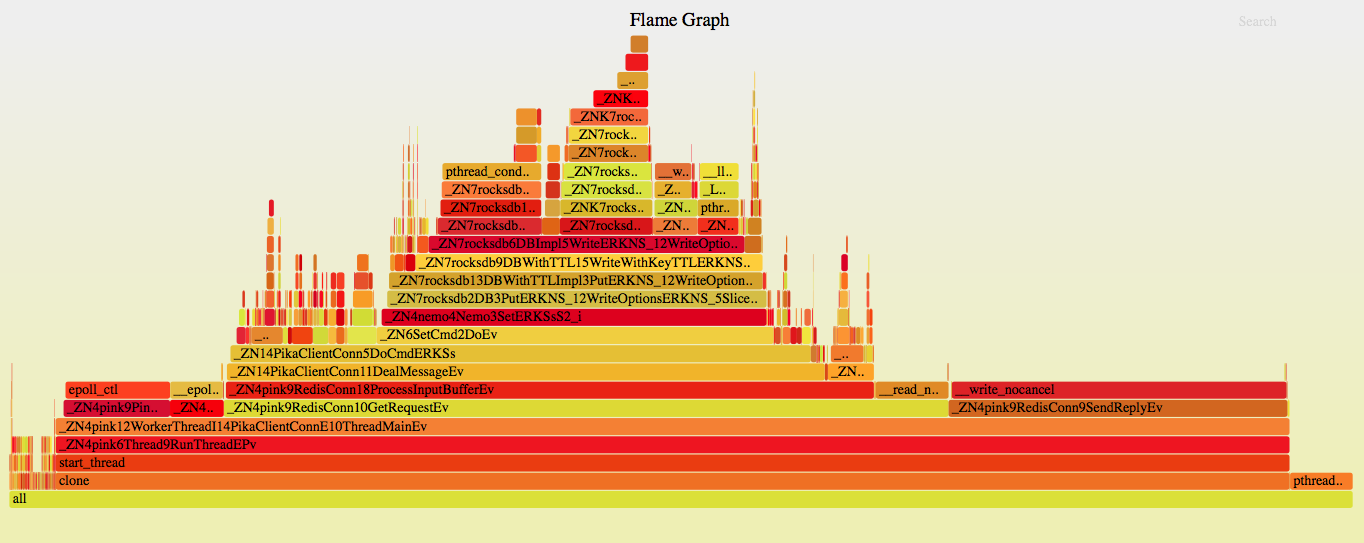 Flame Graph
Search
_..
_ZNK..
_ZNK7roc..
_ZN7rock..
_ZN7rock..
pthread_cond.. _ZN7rocks.. __w.. __ll..
_ZN7rocksdb.. _ZN7rocksd.. _Z.. _L..
_ZN7rocksdb1.. _ZNK7rocks.. _ZN.. pthr..
_ZN7rocksdb.. _ZN7rocksd.. _ZN.. _ZN..
_ZN7rocksdb6DBImpl5WriteERKNS_12WriteOptio..
_ZN7rocksdb9DBWithTTL15WriteWithKeyTTLERKNS..
_ZN7rocksdb13DBWithTTLImpl3PutERKNS_12WriteOption..
_ZN7rocksdb2DB3PutERKNS_12WriteOptionsERKNS_5Slice..
_ZN4nemo4Nemo3SetERKSsS2_i
_.. _ZN6SetCmd2DoEv
_ZN14PikaClientConn5DoCmdERKSs _..
_ZN14PikaClientConn11DealMessageEv _ZN..
epoll_ctl __epol.. _ZN4pink9RedisConn18ProcessInputBufferEv __read_n.. __write_nocancel
_ZN4pink9Pin.. _ZN4.. _ZN4pink9RedisConn10GetRequestEv _ZN4pink9RedisConn9SendReplyEv
_ZN4pink12WorkerThreadI14PikaClientConnE10ThreadMainEv
_ZN4pink6Thread9RunThreadEPv
start_thread
clone pthread..
all